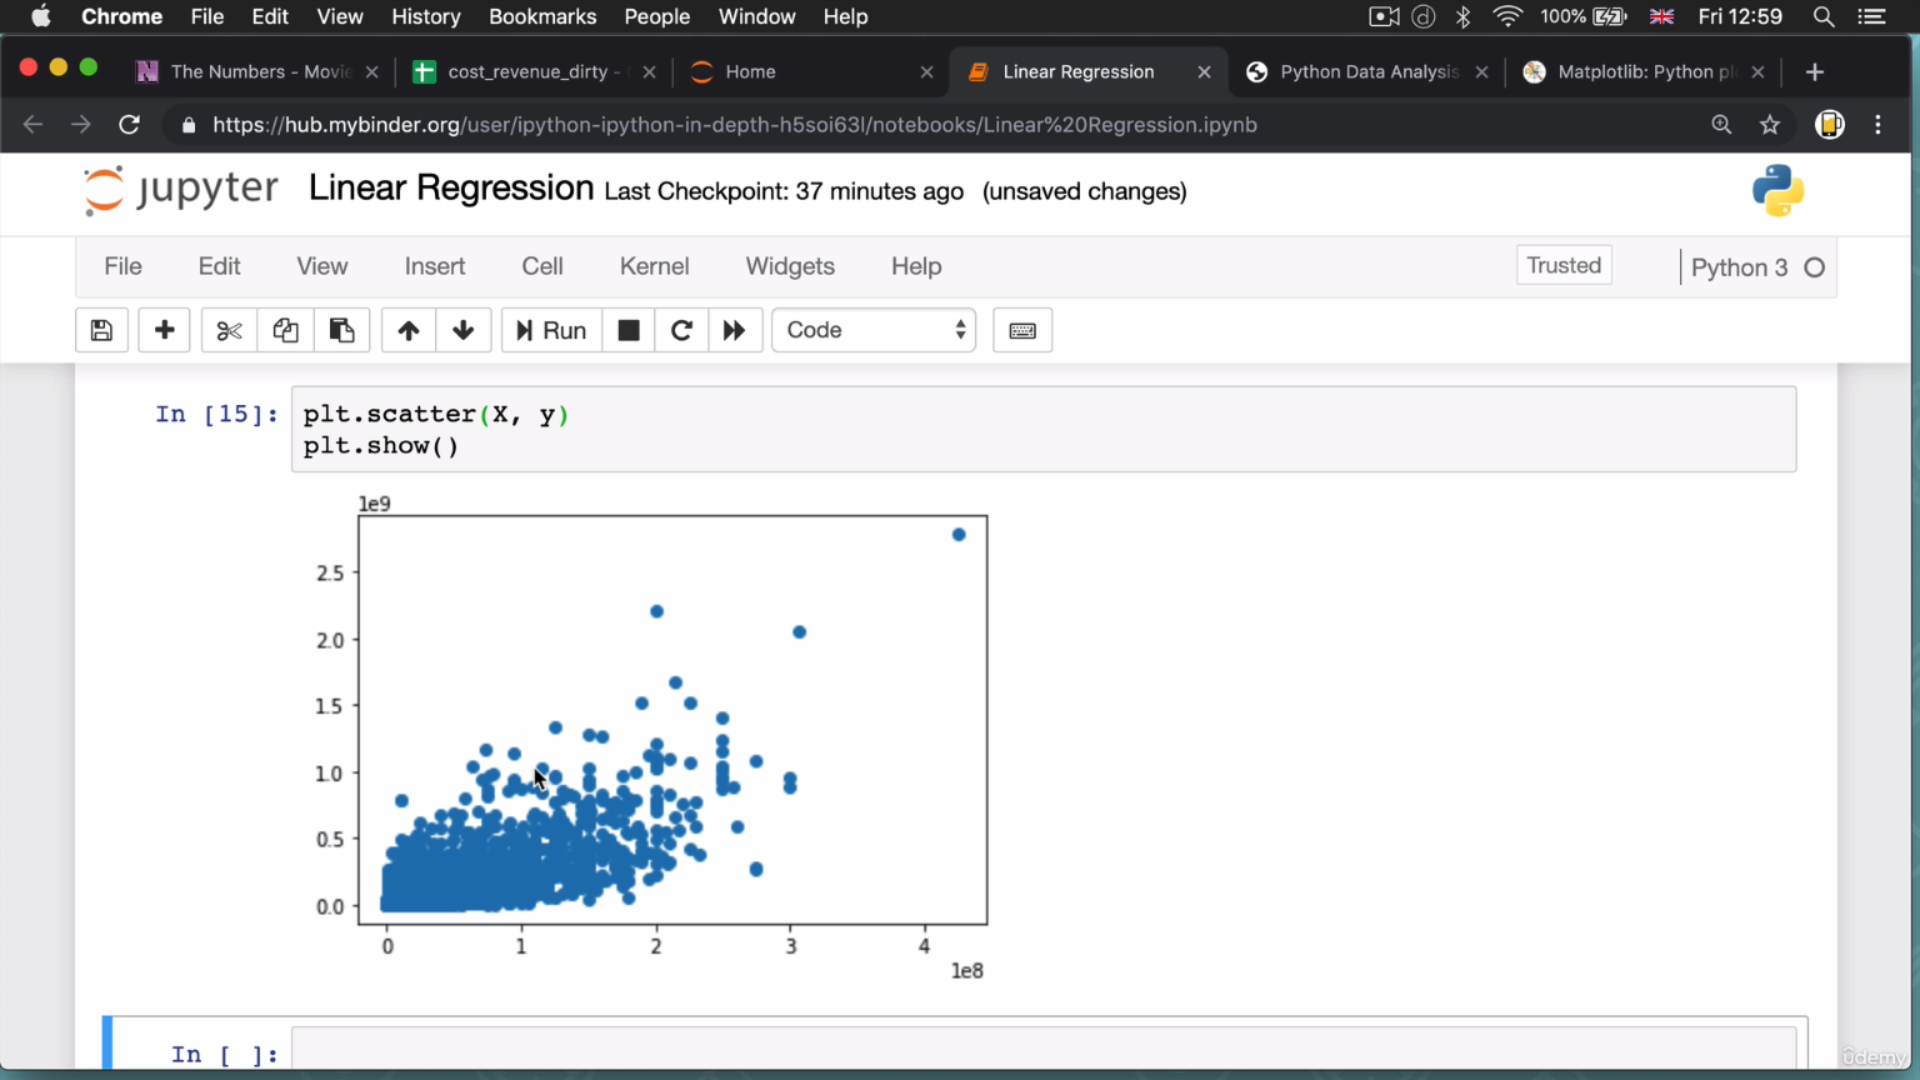 Chrome File Edit View History Bookmarks People Window Help 100% Fri 12:59
The Numbers - Movie cost_revenue_dirty - Home Linear Regression Python Data Analysis Matplotlib: Python pl
https://hub.mybinder.org/user/ipython-ipython-in-depth-h5soi63l/notebooks/Linear%20Regression.ipynb
jupyter Linear Regression Last Checkpoint: 37 minutes ago (unsaved changes)
File Edit View Insert Cell Kernel Widgets Help Trusted Python 3
Run Code
In [15]: plt.scatter(X, y)
plt.show()
1e9
2.5
2.0
1.5
1.0
0.5
0.0
0 1 2 3 4
1e8
In [ ]:
ûdemy